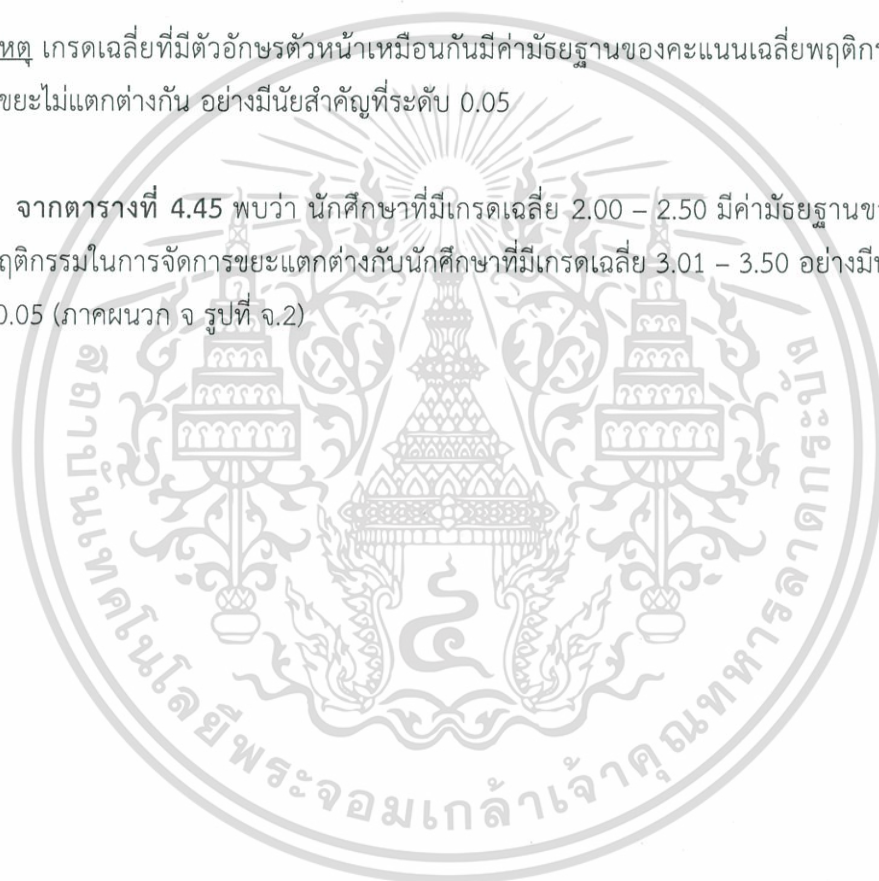 หตุ เกรดเฉลี่ยที่มีตัวอักษรตัวหน้าเหมือนกันมีค่ามัธยฐานของคะแนนเฉลี่ยพฤติกร
ขยะไม่แตกต่างกัน อย่างมีนัยสำคัญที่ระดับ 0.05
จากตารางที่ 4.45 พบว่า นักศึกษาที่มีเกรดเฉลี่ย 2.00 – 2.50 มีค่ามัธยฐานข
ฤติกรรมในการจัดการขยะแตกต่างกับนักศึกษาที่มีเกรดเฉลี่ย 3.01 – 3.50 อย่างมี
0.05 (ภาคผนวก จ รูปที่ จ.2)
สถาบันเทคโนโลยีพระจอมเกล้าเจ้าคุณทหารลาดกระบัง